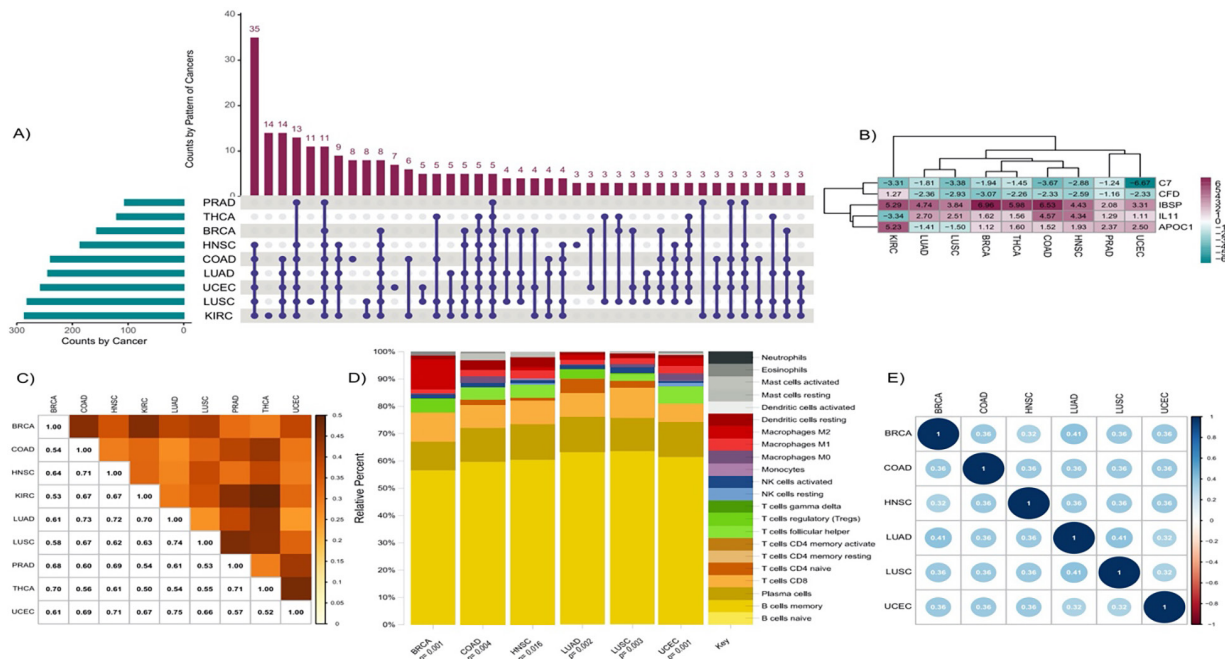 A)
Counts by Pattern of Cancers
40
30
20
10
0
35
14 14 13 11 11 9 8 8 8 7 6 5 5 5 5 5 5 4 4 4 4 4 3 3 3 3 3 3 3 3 3 3 3 3 3 3 3 3 3
PRAD
THCA
BRCA
HNSC
COAD
LUAD
UCEC
LUSC
KIRC
300 200 100 0
Counts by Cancer
B)
−3.31 −1.81 −3.38 −1.94 −1.45 −3.67 −2.88 −1.24 −6.67 C7
1.27 −2.36 −2.93 −3.07 −2.26 −2.33 −2.59 −1.16 −2.33 CFD
5.29 4.74 3.84 6.96 5.98 6.53 4.43 2.08 3.31 IBSP
−3.34 2.70 2.51 1.62 1.56 4.57 4.34 1.29 1.11 IL11
5.23 −1.41 −1.50 1.12 1.60 1.52 1.93 2.37 2.50 APOC1
KIRC LUAD LUSC BRCA THCA COAD HNSC PRAD UCEC
C)
BRCA COAD HNSC KIRC LUAD LUSC PRAD THCA UCEC
BRCA 1.00
COAD 0.54 1.00
HNSC 0.64 0.71 1.00
KIRC 0.53 0.67 0.67 1.00
LUAD 0.61 0.73 0.72 0.70 1.00
LUSC 0.58 0.67 0.62 0.63 0.74 1.00
PRAD 0.68 0.60 0.69 0.54 0.61 0.53 1.00
THCA 0.70 0.56 0.61 0.50 0.54 0.55 0.71 1.00
UCEC 0.61 0.69 0.71 0.67 0.75 0.66 0.57 0.52 1.00
0.5
0.45
0.4
0.35
0.3
0.25
0.2
0.15
0.1
0.05
0
D)
Relative Percent
100%
90%
80%
70%
60%
50%
40%
30%
20%
10%
0%
BRCA p= 0.001
COAD p= 0.004
HNSC p= 0.016
LUAD p= 0.002
LUSC p= 0.003
UCEC p= 0.001
Key
Neutrophils
Eosinophils
Mast cells activated
Mast cells resting
Dendritic cells activated
Dendritic cells resting
Macrophages M2
Macrophages M1
Macrophages M0
Monocytes
NK cells activated
NK cells resting
T cells gamma delta
T cells regulatory (Tregs)
T cells follicular helper
T cells CD4 memory activate
T cells CD4 memory resting
T cells CD4 naive
T cells CD8
Plasma cells
B cells memory
B cells naive
E)
BRCA COAD HNSC LUAD LUSC UCEC
BRCA 1 0.36 0.32 0.41 0.36 0.36
COAD 0.36 1 0.36 0.36 0.36 0.36
HNSC 0.32 0.36 1 0.36 0.36 0.36
LUAD 0.41 0.36 0.36 1 0.41 0.32
LUSC 0.36 0.36 0.36 0.41 1 0.32
UCEC 0.36 0.36 0.36 0.32 0.32 1
1
0.8
0.6
0.4
0.2
0
−0.2
−0.4
−0.6
−0.8
−1